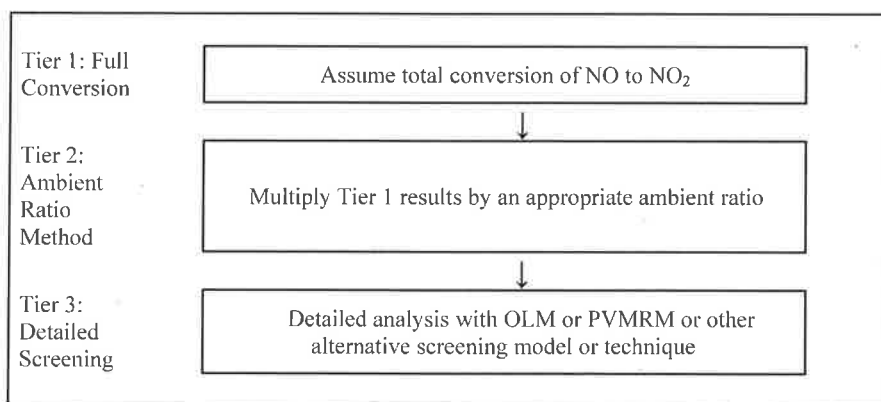 Tier 1: Full
Conversion
Assume total conversion of NO to NO₂
Tier 2:
Ambient
Ratio
Method
Multiply Tier 1 results by an appropriate ambient ratio
Tier 3:
Detailed
Screening
Detailed analysis with OLM or PVMRM or other
alternative screening model or technique